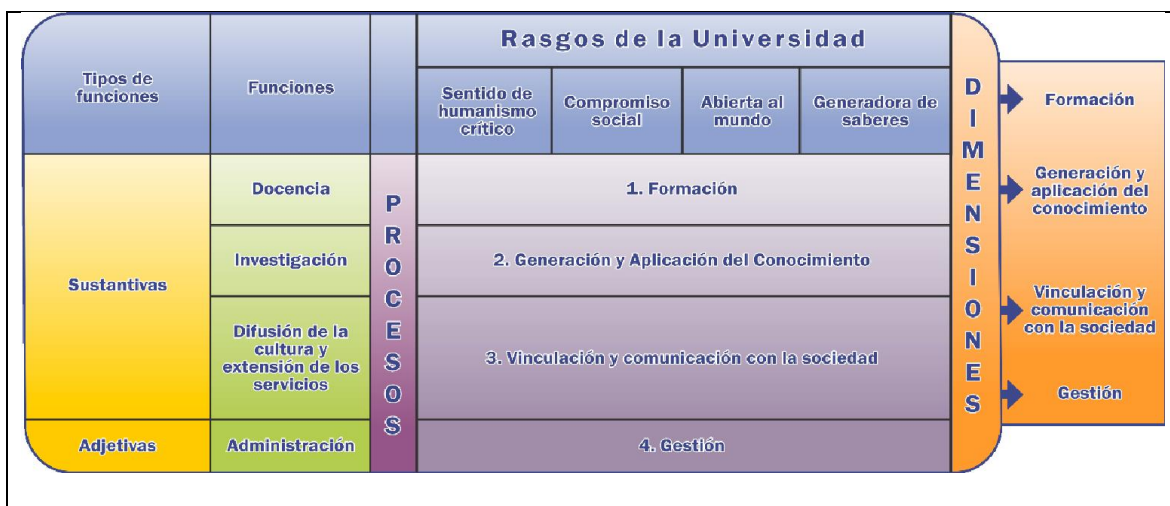 Rasgos de la Universidad
Tipos de
funciones
Funciones
Sentido de
humanismo
crítico
Compromiso
social
Abierta al
mundo
Generadora de
saberes
Sustantivas
Docencia
1. Formación
Investigación
2. Generación y Aplicación del Conocimiento
Difusión de la
cultura y
extensión de los
servicios
3. Vinculación y comunicación con la sociedad
Adjetivas
Administración
4. Gestión
PROCESOS
DIMENSIONES
Formación
Generación y
aplicación del
conocimiento
Vinculación y
comunicación
con la sociedad
Gestión